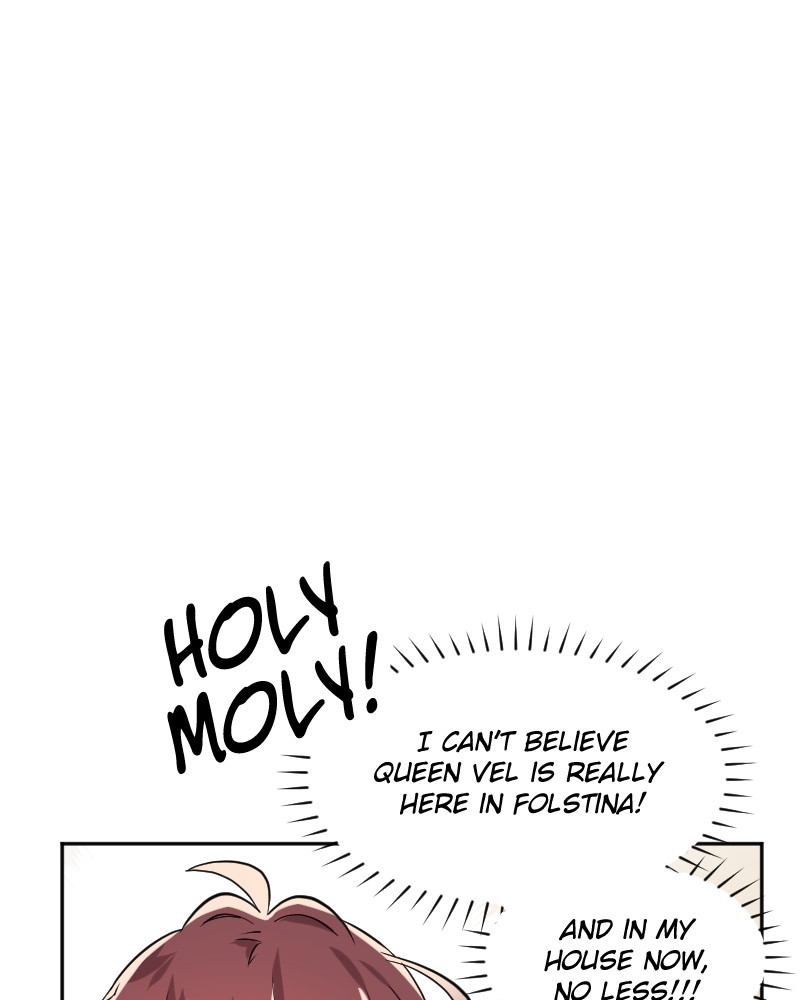 HOLY
MOLY!
I CAN'T BELIEVE
QUEEN VEL IS REALLY
HERE IN FOLSTINA!
AND IN MY
HOUSE NOW,
NO LESS!!!